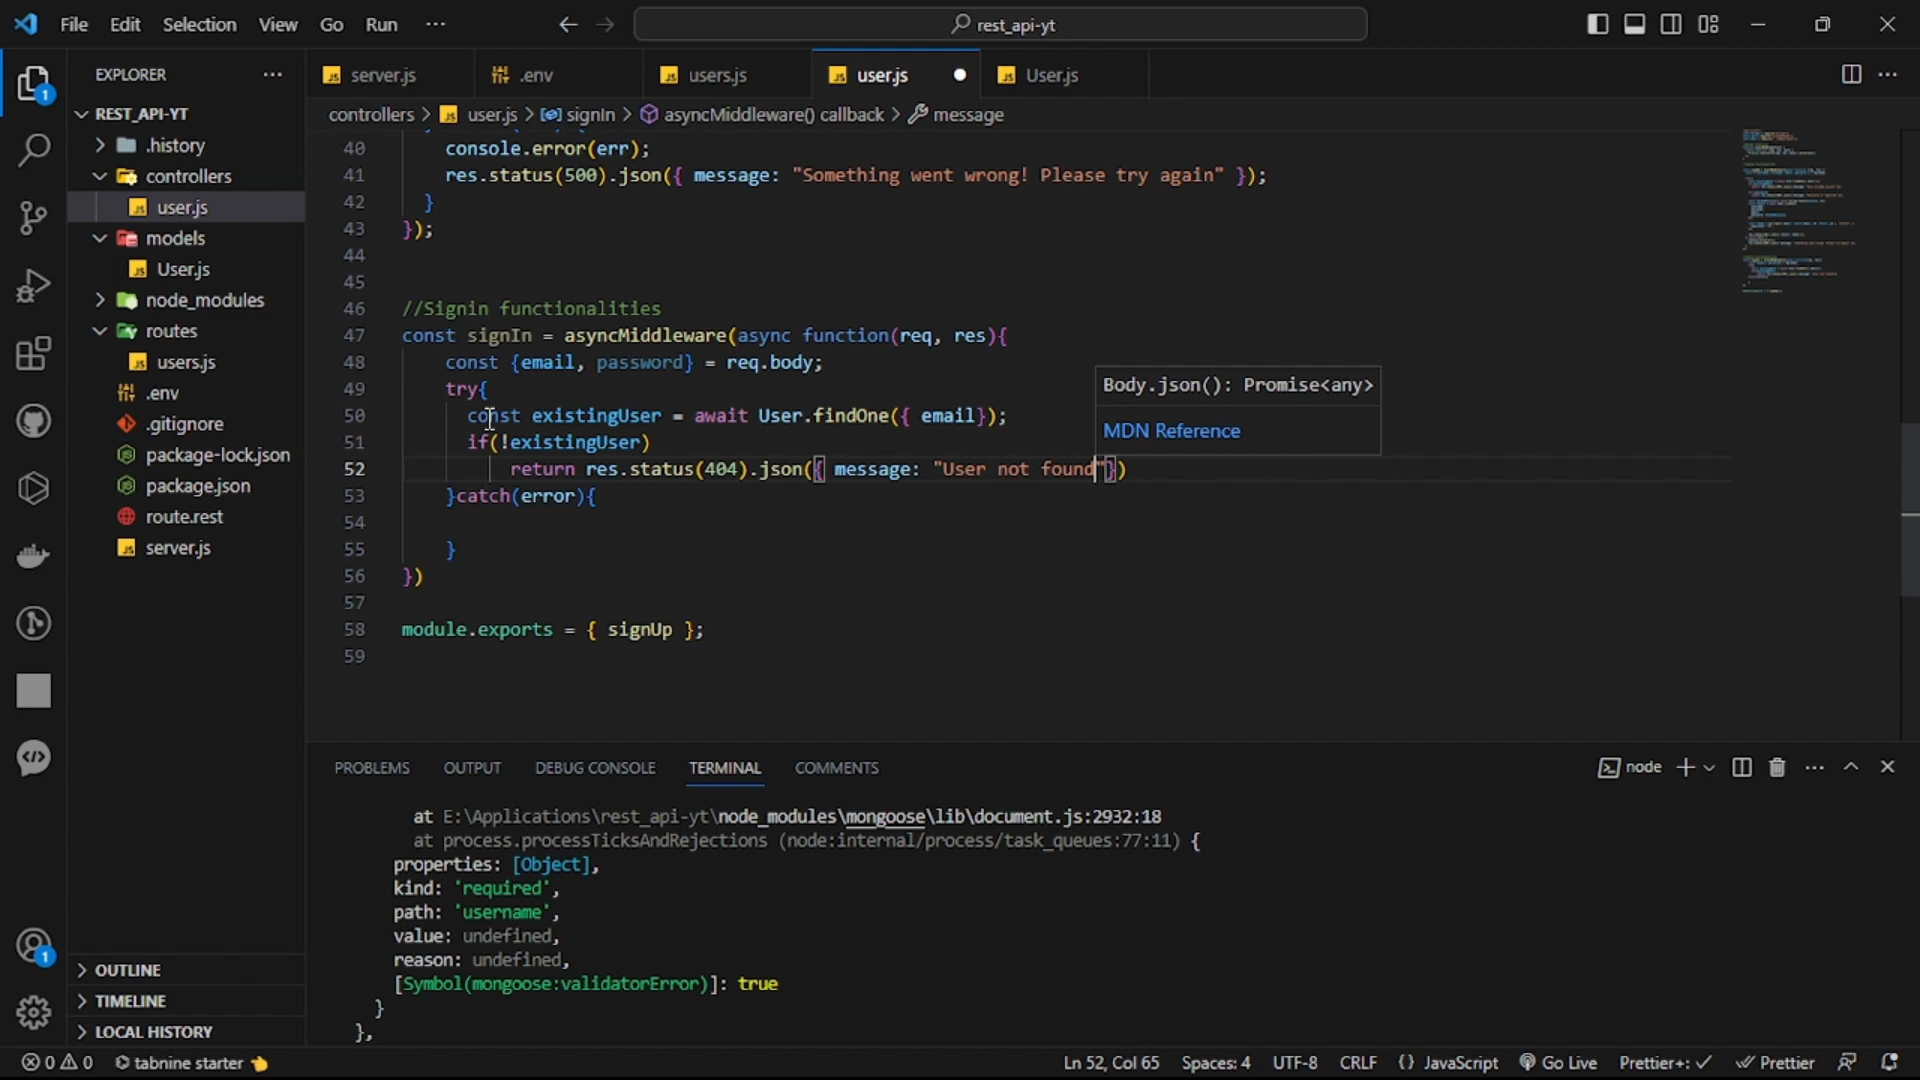 File Edit Selection View Go Run ··· rest_api-yt
EXPLORER
REST_API-YT
.history
controllers
user.js
models
User.js
node_modules
routes
users.js
.env
.gitignore
package-lock.json
package.json
route.rest
server.js
OUTLINE
TIMELINE
LOCAL HISTORY
server.js .env users.js user.js User.js
controllers > user.js > signIn > asyncMiddleware() callback > message
40 console.error(err);
41 res.status(500).json({ message: "Something went wrong! Please try again" });
42 }
43 });
44
45
46 //Signin functionalities
47 const signIn = asyncMiddleware(async function(req, res){
48 const {email, password} = req.body;
49 try{
50 const existingUser = await User.findOne({ email});
51 if(!existingUser)
52 return res.status(404).json({ message: "User not found"})
53 }catch(error){
54
55 }
56 })
57
58 module.exports = { signUp };
59
Body.json(): Promise<any>
MDN Reference
PROBLEMS OUTPUT DEBUG CONSOLE TERMINAL COMMENTS node
at E:\Applications\rest_api-yt\node_modules\mongoose\lib\document.js:2932:18
at process.processTicksAndRejections (node:internal/process/task_queues:77:11) {
properties: [Object],
kind: 'required',
path: 'username',
value: undefined,
reason: undefined,
[Symbol(mongoose:validatorError)]: true
}
},
0 0 tabnine starter Ln 52, Col 65 Spaces: 4 UTF-8 CRLF {} JavaScript Go Live Prettier+: ✓ Prettier